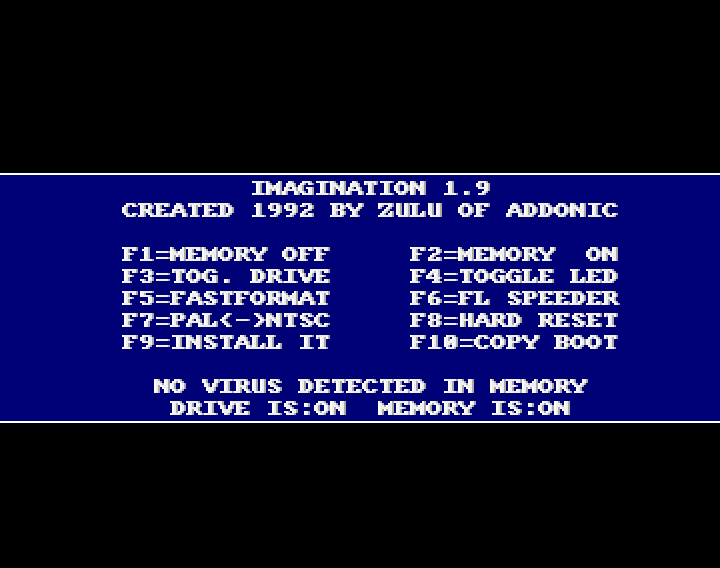 IMAGINATION 1.9
CREATED 1992 BY ZULU OF ADDONIC
F1=MEMORY OFF F2=MEMORY ON
F3=TOG. DRIVE F4=TOGGLE LED
F5=FASTFORMAT F6=FL SPEEDER
F7=PAL<->NTSC F8=HARD RESET
F9=INSTALL IT F10=COPY BOOT
NO VIRUS DETECTED IN MEMORY
DRIVE IS:ON MEMORY IS:ON